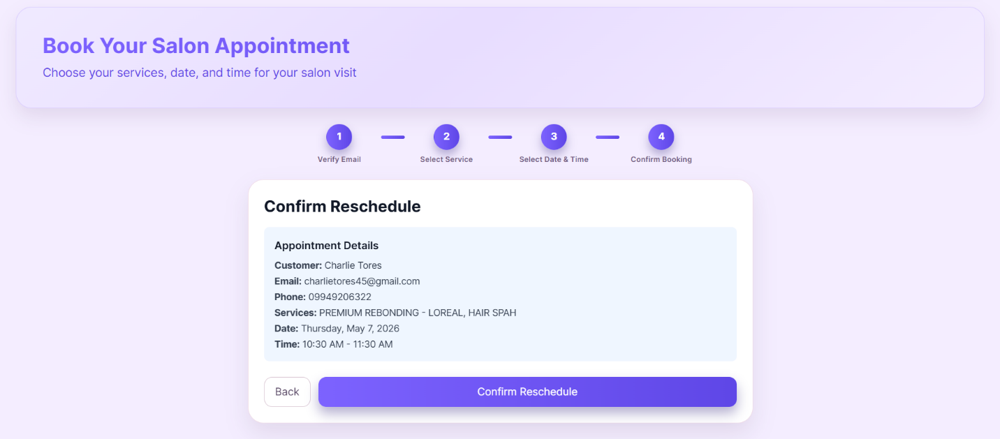 Book Your Salon Appointment
Choose your services, date, and time for your salon visit
1
2
3
4
Verify Email
Select Service
Select Date & Time
Confirm Booking
Confirm Reschedule
Appointment Details
Customer: Charlie Tores
Email: charlietores45@gmail.com
Phone: 09949206322
Services: PREMIUM REBONDING - LOREAL, HAIR SPAH
Date: Thursday, May 7, 2026
Time: 10:30 AM - 11:30 AM
Back
Confirm Reschedule